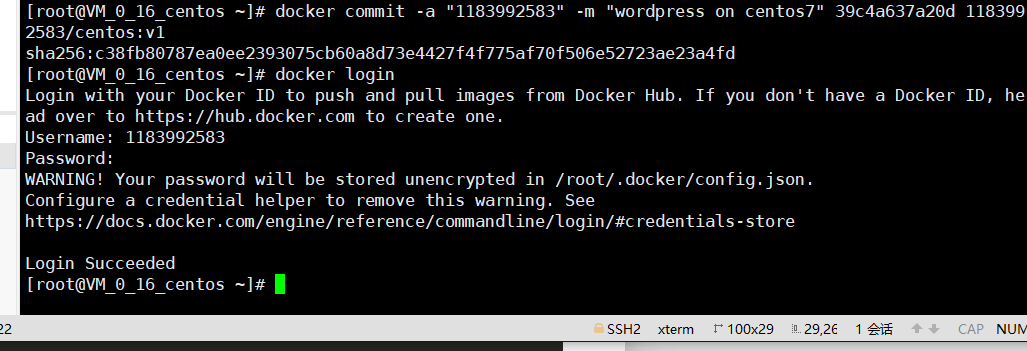 [root@VM_0_16_centos ~]# docker commit -a "1183992583" -m "wordpress on centos7" 39c4a637a20d 118399
2583/centos:v1
sha256:c38fb80787ea0ee2393075cb60a8d73e4427f4f775af70f506e52723ae23a4fd
[root@VM_0_16_centos ~]# docker login
Login with your Docker ID to push and pull images from Docker Hub. If you don't have a Docker ID, he
ad over to https://hub.docker.com to create one.
Username: 1183992583
Password:
WARNING! Your password will be stored unencrypted in /root/.docker/config.json.
Configure a credential helper to remove this warning. See
https://docs.docker.com/engine/reference/commandline/login/#credentials-store
Login Succeeded
[root@VM_0_16_centos ~]#
22 SSH2 xterm 100x29 29,26 1 会话 CAP NUM